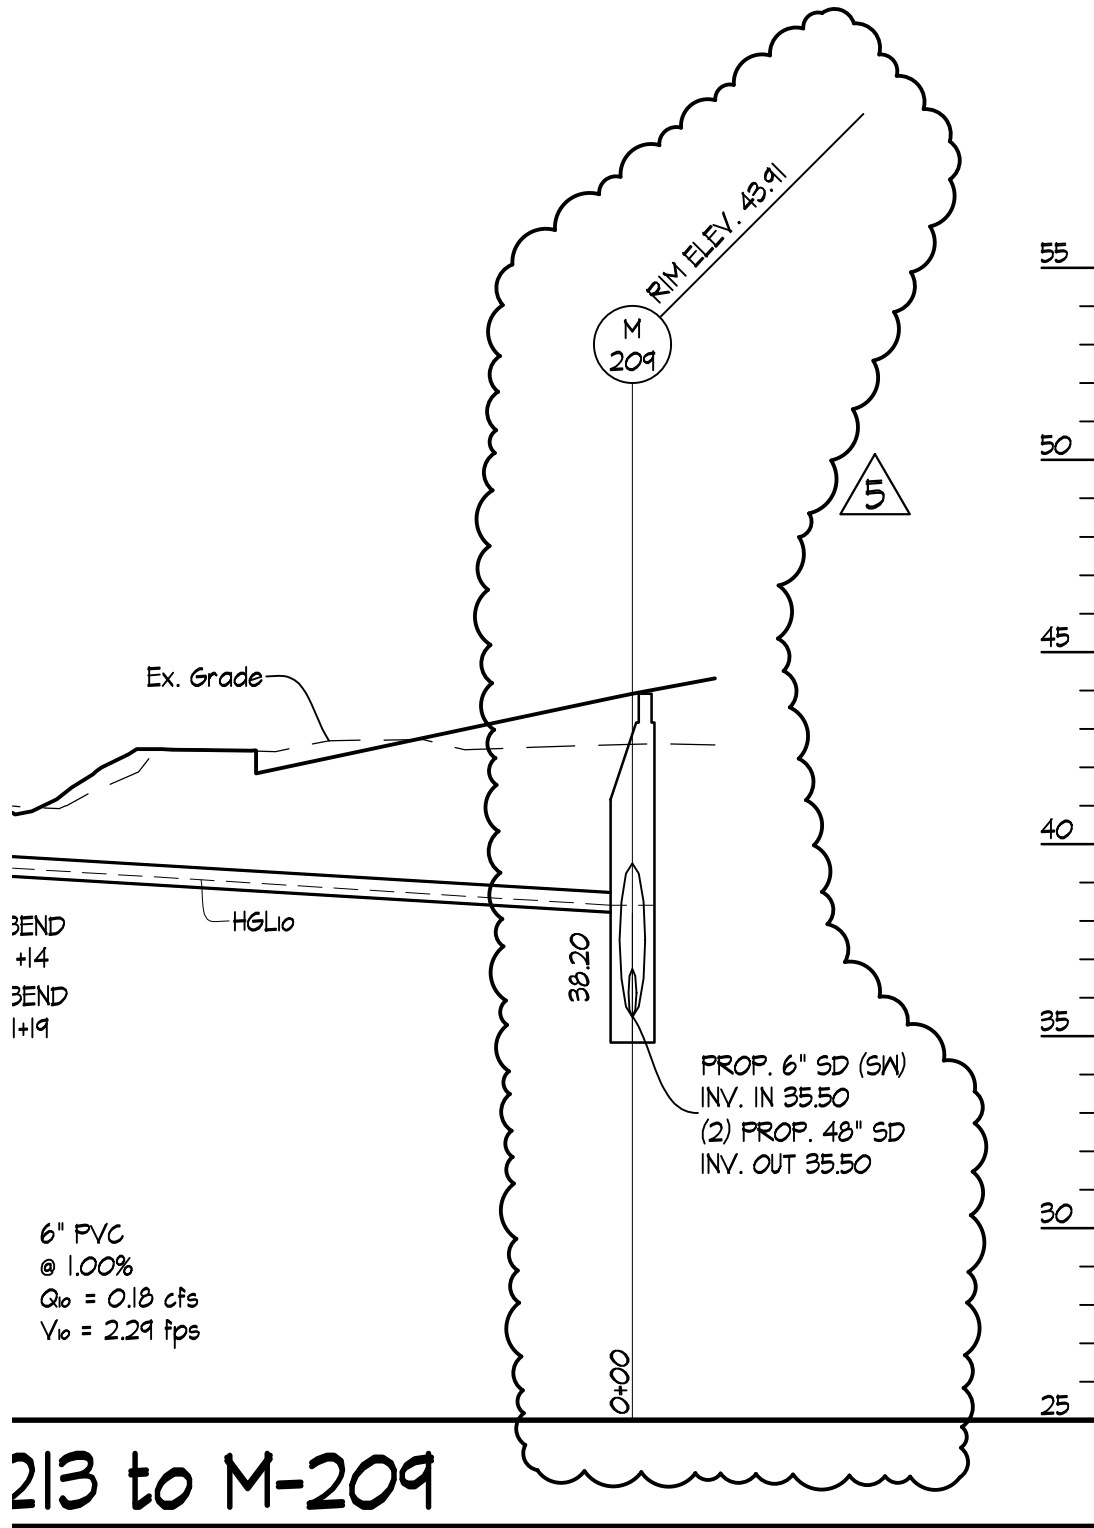 RIM ELEV. 43.91
M
209
55
50
5
45
Ex. Grade
40
HGL10
BEND
+14
BEND
1+19
38.20
35
PROP. 6" SD (SW)
INV. IN 35.50
(2) PROP. 48" SD
INV. OUT 35.50
30
6" PVC
@ 1.00%
Q10 = 0.18 cfs
V10 = 2.29 fps
0+00
25
213 to M-209